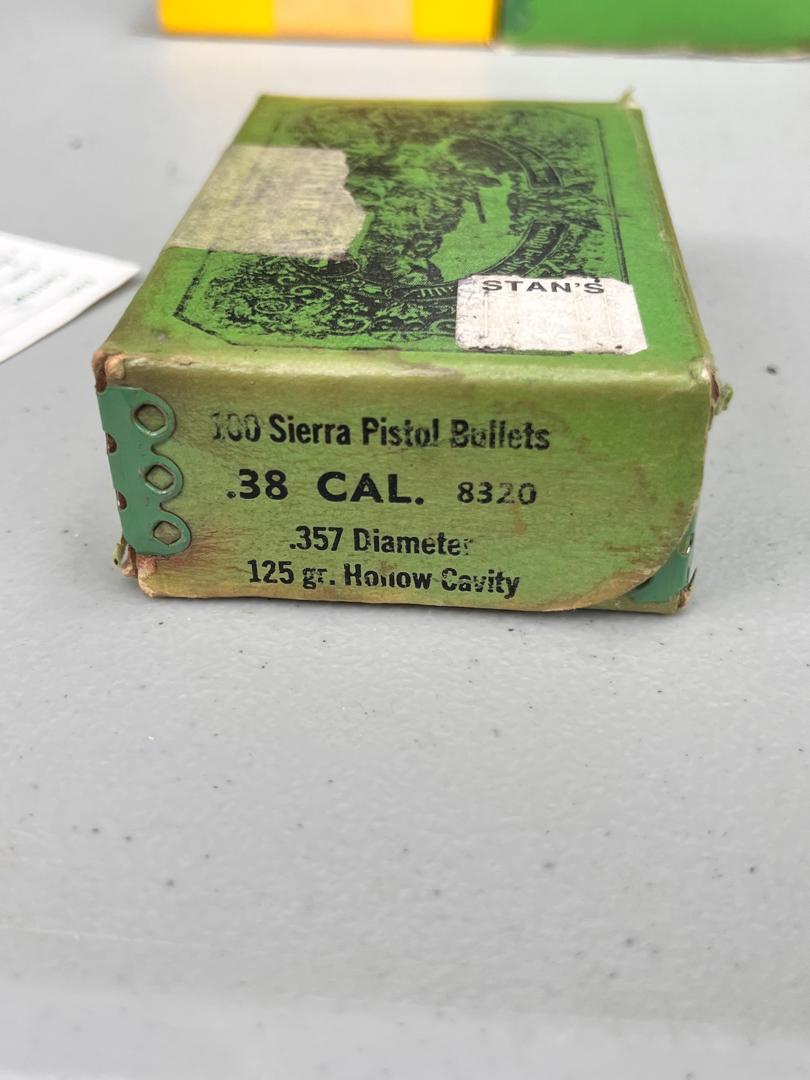 STAN'S
100 Sierra Pistol Bullets
.38 CAL. 8320
.357 Diameter
125 gr. Hollow Cavity